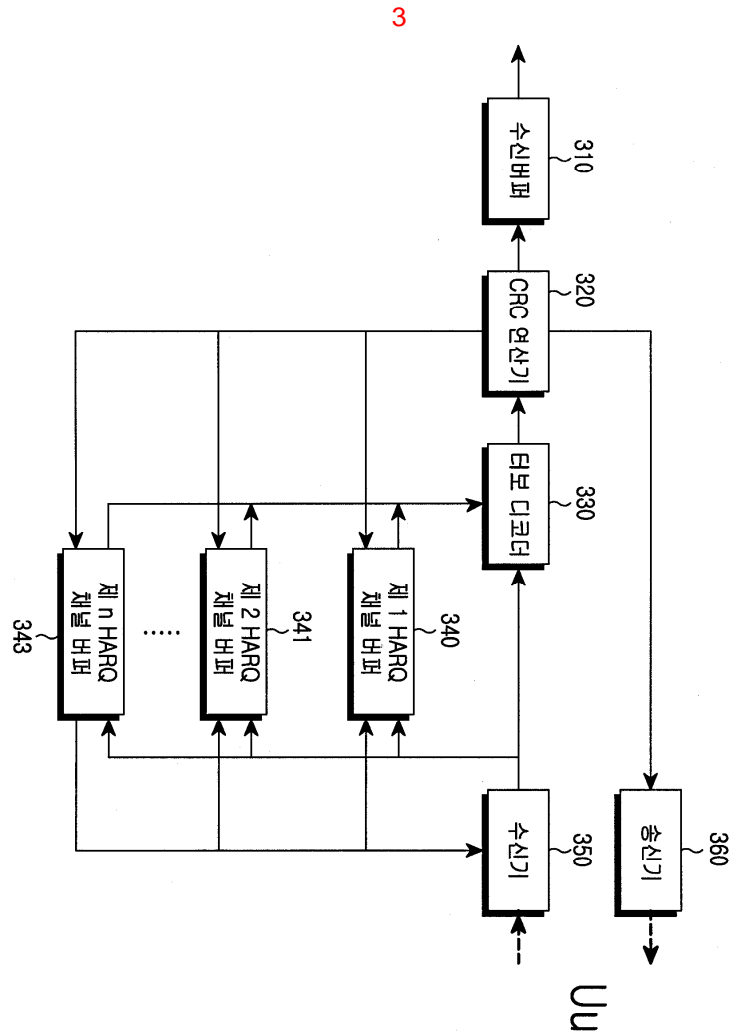 3
310
수신버퍼
320
CRC 연산기
330
터보 디코더
340
제 1 HARQ
채널 버퍼
341
제 2 HARQ
채널 버퍼
.....
343
제 n HARQ
채널 버퍼
350
수신기
360
송신기
Uu